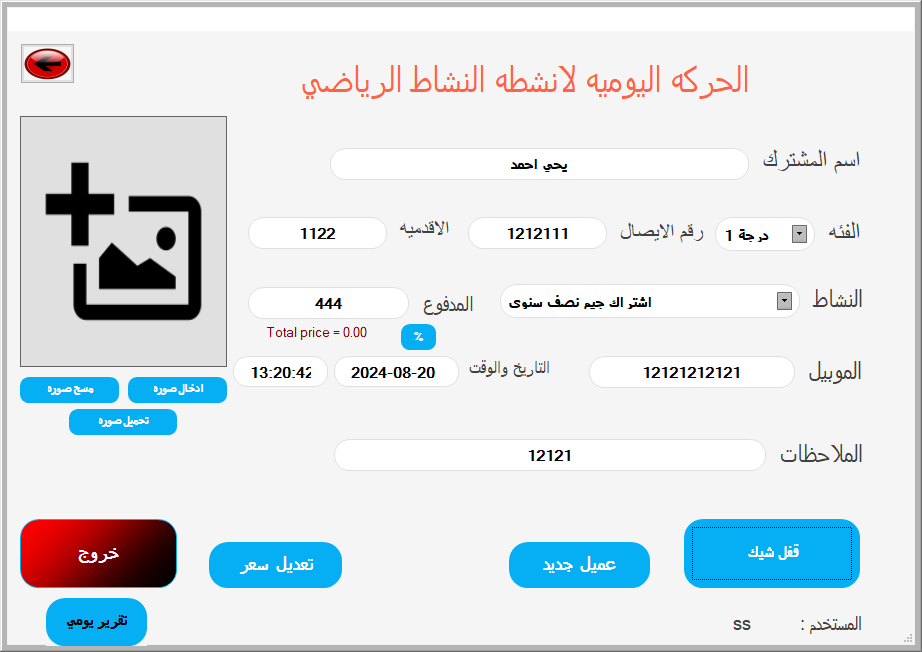 الحركه اليوميه لانشطه النشاط الرياضي
اسم المشترك يحي احمد
الفئه درجة 1 رقم الايصال 1212111 الاقدميه 1122
النشاط اشتراك جيم نصف سنوى المدفوع 444
Total price = 0.00 %
الموبيل 12121212121 التاريخ والوقت 2024-08-20 13:20:42
ادخال صوره مسح صوره
تحميل صوره
الملاحظات 12121
قفل شيك عميل جديد تعديل سعر خروج
تقرير يومي
المستخدم : ss